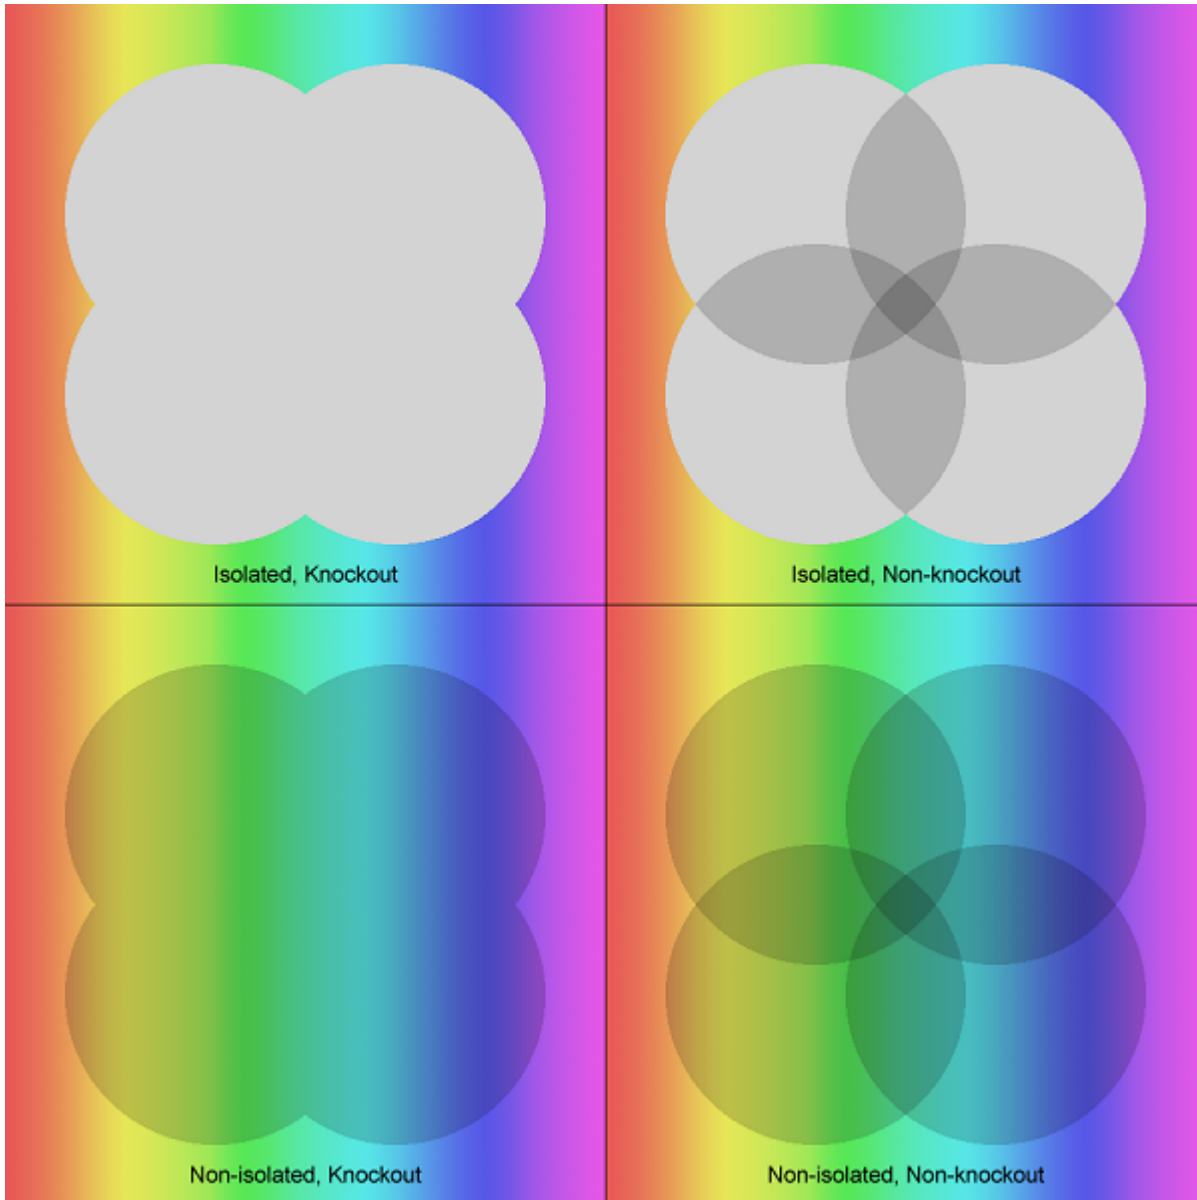 Isolated, Knockout
Isolated, Non-knockout
Non-isolated, Knockout
Non-isolated, Non-knockout